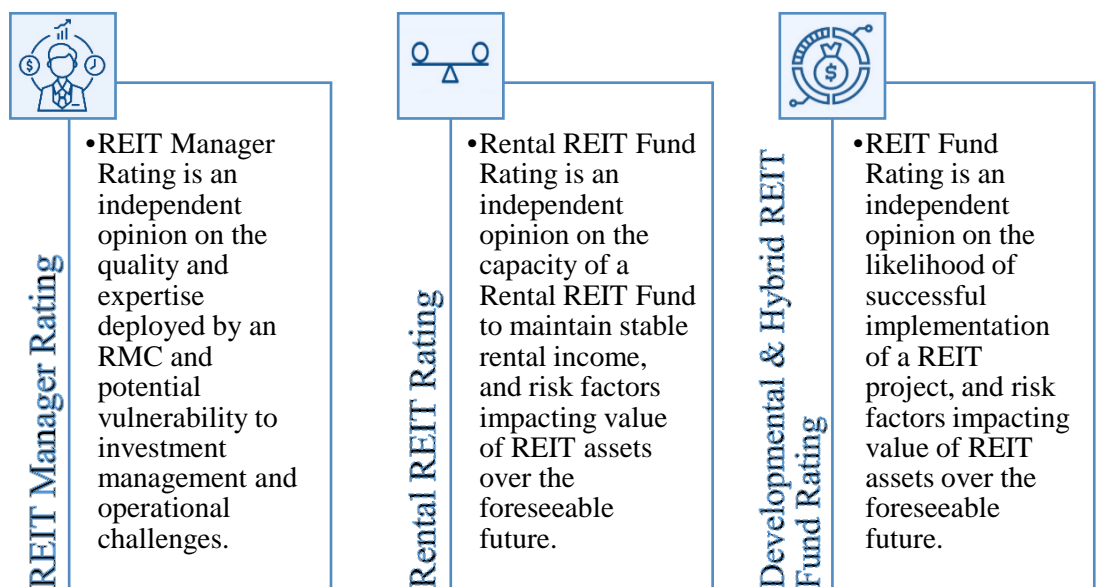 REIT Manager Rating
•REIT Manager
Rating is an
independent
opinion on the
quality and
expertise
deployed by an
RMC and
potential
vulnerability to
investment
management and
operational
challenges.
Rental REIT Rating
•Rental REIT Fund
Rating is an
independent
opinion on the
capacity of a
Rental REIT Fund
to maintain stable
rental income,
and risk factors
impacting value
of REIT assets
over the
foreseeable
future.
Developmental & Hybrid REIT
Fund Rating
•REIT Fund
Rating is an
independent
opinion on the
likelihood of
successful
implementation
of a REIT
project, and risk
factors impacting
value of REIT
assets over the
foreseeable
future.